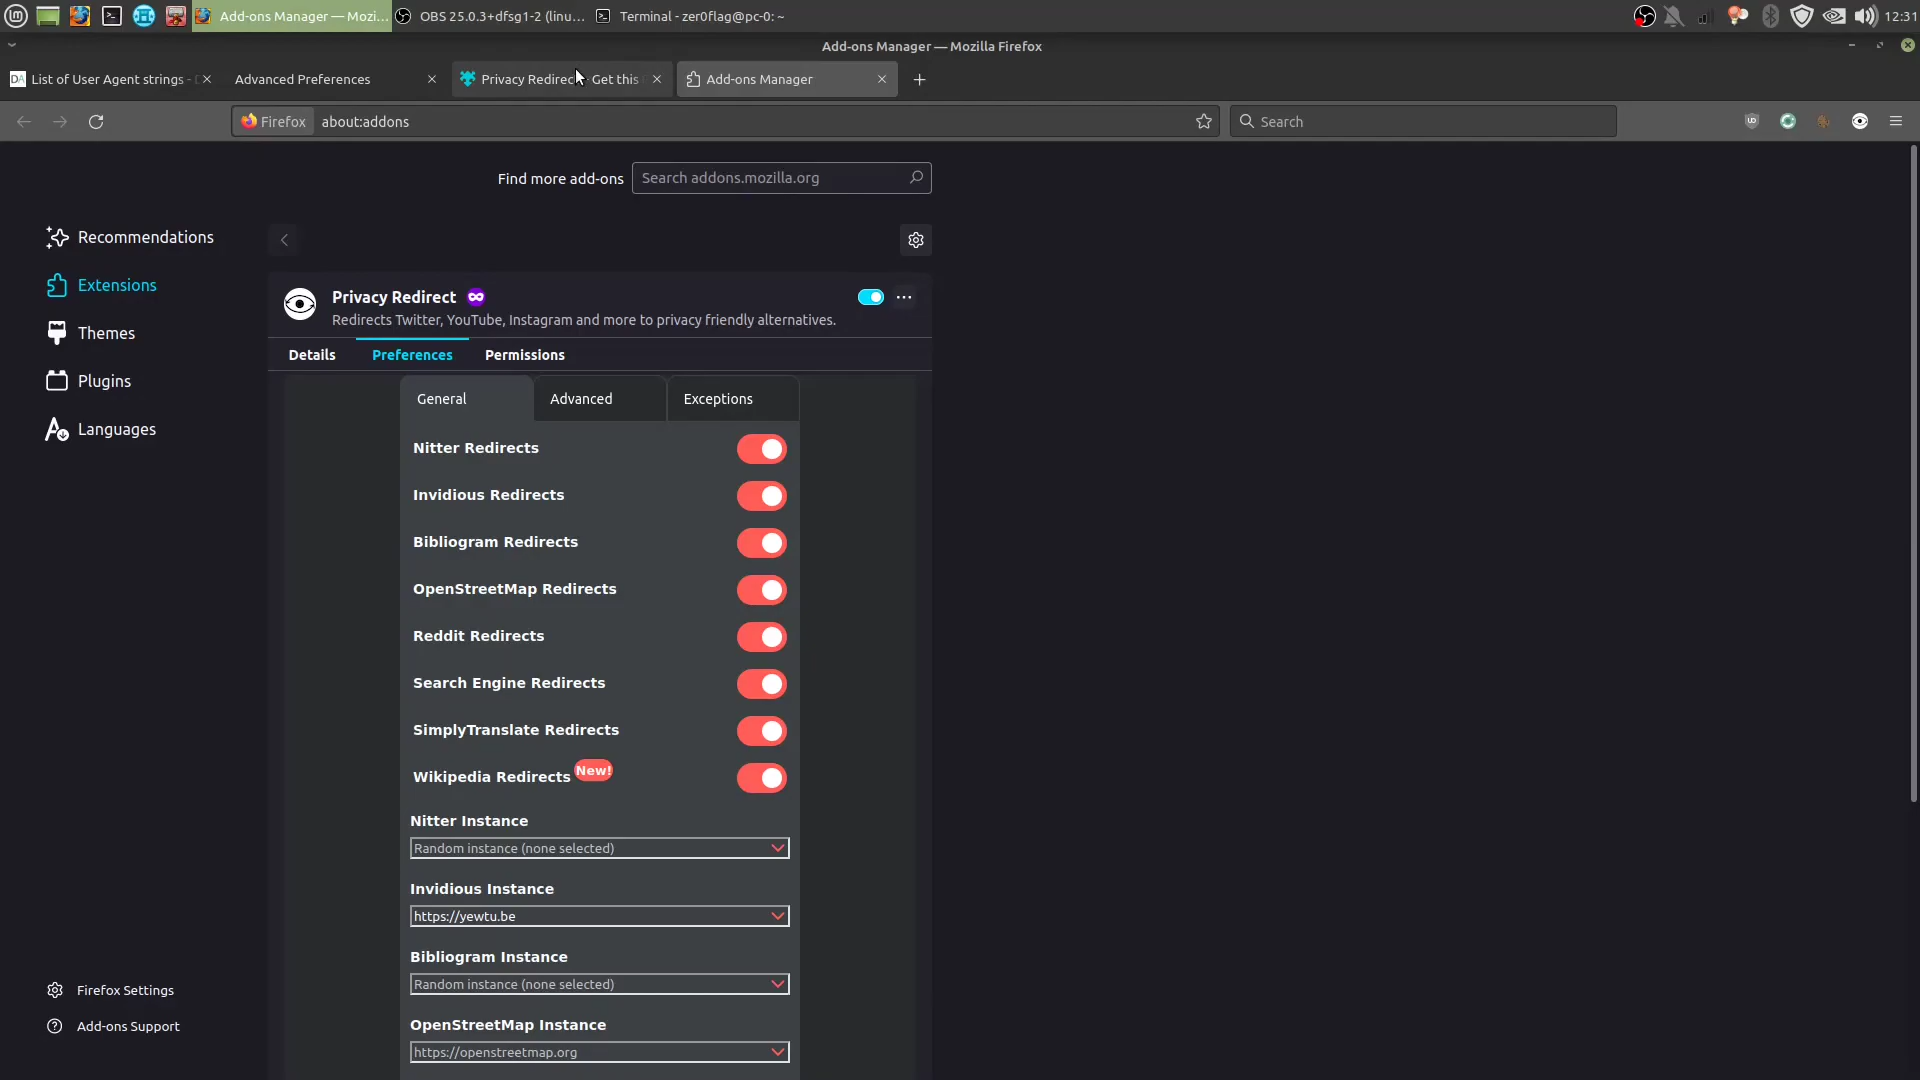 Add-ons Manager — Mozi...
OBS 25.0.3+dfsg1-2 (linu...
Terminal - zer0flag@pc-0: ~
12:31
Add-ons Manager — Mozilla Firefox
DA
List of User Agent strings -
Advanced Preferences
Privacy Redirec
Get this
Add-ons Manager
Firefox
about:addons
Search
Find more add-ons
Search addons.mozilla.org
Recommendations
Extensions
Themes
Plugins
Languages
Privacy Redirect
Redirects Twitter, YouTube, Instagram and more to privacy friendly alternatives.
Details
Preferences
Permissions
General
Advanced
Exceptions
Nitter Redirects
Invidious Redirects
Bibliogram Redirects
OpenStreetMap Redirects
Reddit Redirects
Search Engine Redirects
SimplyTranslate Redirects
Wikipedia Redirects New!
Nitter Instance
Random instance (none selected)
Invidious Instance
https://yewtu.be
Bibliogram Instance
Random instance (none selected)
OpenStreetMap Instance
https://openstreetmap.org
Firefox Settings
Add-ons Support